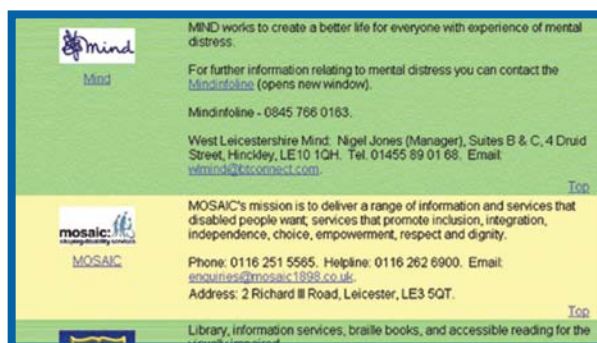 mind
Mind
MIND works to create a better life for everyone with experience of mental
distress.
For further information relating to mental distress you can contact the
Mindinfoline (opens new window).
Mindinfoline - 0845 766 0163.
West Leicestershire Mind: Nigel Jones (Manager), Suites B & C, 4 Druid
Street, Hinckley, LE10 1QH. Tel. 01455 89 01 68. Email:
wlmind@btconnect.com.
Top
mosaic:
shaping disability services
MOSAIC
MOSAIC's mission is to deliver a range of information and services that
disabled people want; services that promote inclusion, integration,
independence, choice, empowerment, respect and dignity.
Phone: 0116 251 5565. Helpline: 0116 262 6900. Email:
enquiries@mosaic1898.co.uk.
Address: 2 Richard III Road, Leicester, LE3 5QT.
Top
Library, information services, braille books, and accessible reading for the
visually impaired